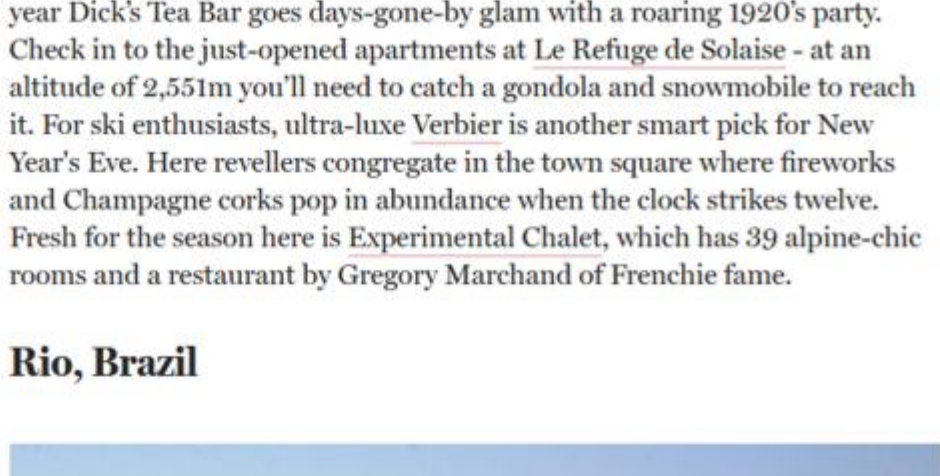 year Dick's Tea Bar goes days-gone-by glam with a roaring 1920's party.
Check in to the just-opened apartments at Le Refuge de Solaise - at an
altitude of 2,551m you'll need to catch a gondola and snowmobile to reach
it. For ski enthusiasts, ultra-luxe Verbier is another smart pick for New
Year's Eve. Here revellers congregate in the town square where fireworks
and Champagne corks pop in abundance when the clock strikes twelve.
Fresh for the season here is Experimental Chalet, which has 39 alpine-chic
rooms and a restaurant by Gregory Marchand of Frenchie fame.
Rio, Brazil